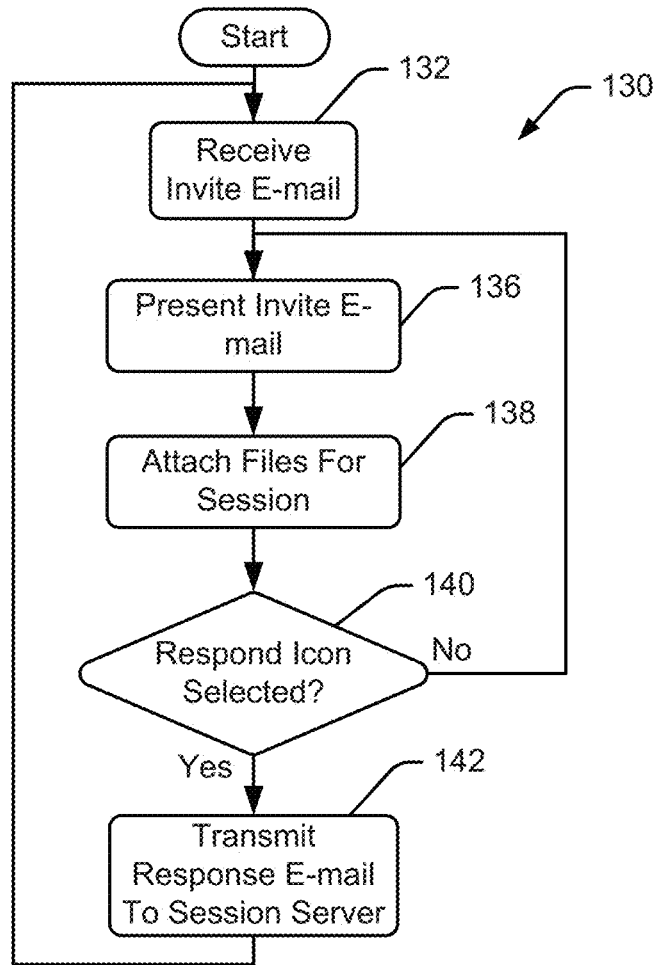 Start
132
130
Receive
Invite E-mail
136
Present Invite E-
mail
138
Attach Files For
Session
140
Respond Icon
Selected?
No
Yes
142
Transmit
Response E-mail
To Session Server